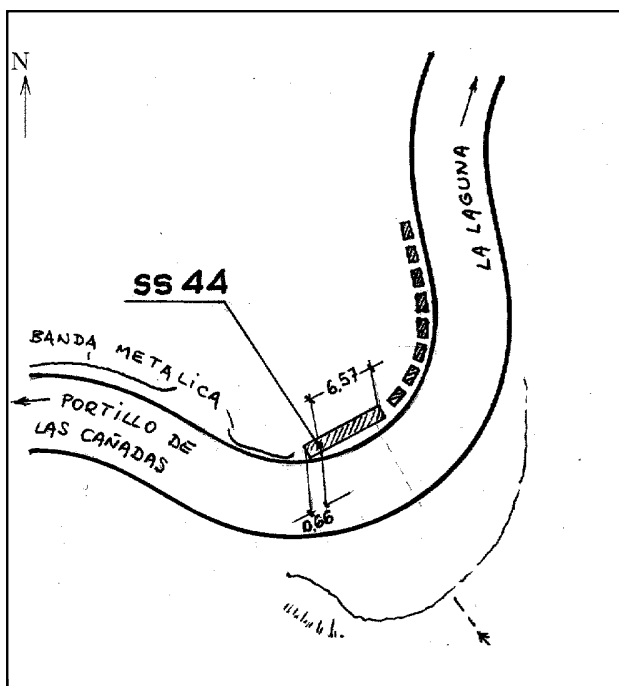 N
LA LAGUNA
SS 44
BANDA METALICA
6,57
PORTILLO DE
LAS CAÑADAS
0,66